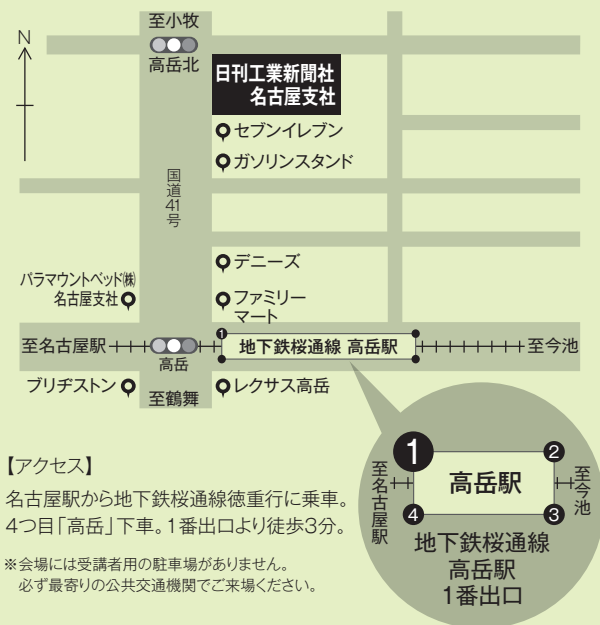 至小牧
N
高岳北
日刊工業新聞社
名古屋支社
セブンイレブン
ガソリンスタンド
国道41号
デニーズ
パラマウントベッド㈱
名古屋支社
ファミリー
マート
至名古屋駅
1
地下鉄桜通線 高岳駅
至今池
高岳
ブリヂストン
至鶴舞
レクサス高岳
1
2
至名古屋駅
高岳駅
至今池
4
3
地下鉄桜通線
高岳駅
1番出口
【アクセス】
名古屋駅から地下鉄桜通線徳重行に乗車。
4つ目「高岳」下車。1番出口より徒歩3分。
※会場には受講者用の駐車場がありません。
必ず最寄りの公共交通機関でご来場ください。